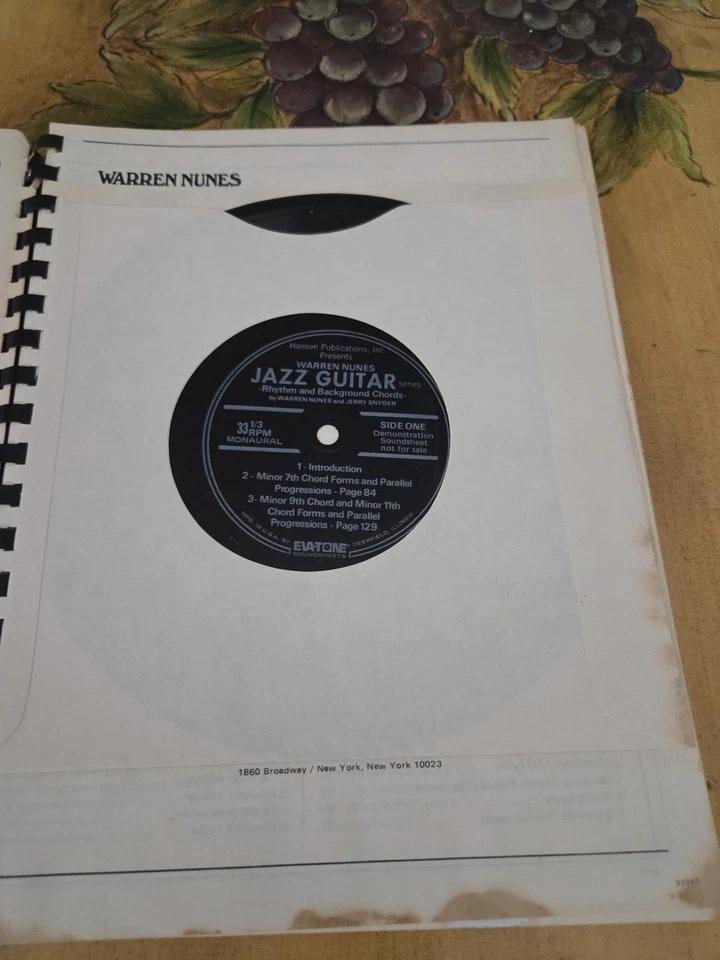 WARREN NUNES
Hansen Publications, Inc
Presents
WARREN NUNES
JAZZ GUITAR series
-Rhythm and Background Chords-
by WARREN NUNES and JERRY SNYDER
33 1/3
RPM
MONAURAL
SIDE ONE
Demonstration
Soundsheet
not for sale
1 - Introduction
2 - Minor 7th Chord Forms and Parallel
Progressions - Page 84
3- Minor 9th Chord and Minor 11th
Chord Forms and Parallel
Progressions - Page 129
MFG. IN U.S.A. BY
EVA-TONE
SOUNDSHEETS
DEERFIELD, ILLINOIS
1860 Broadway / New York, New York 10023